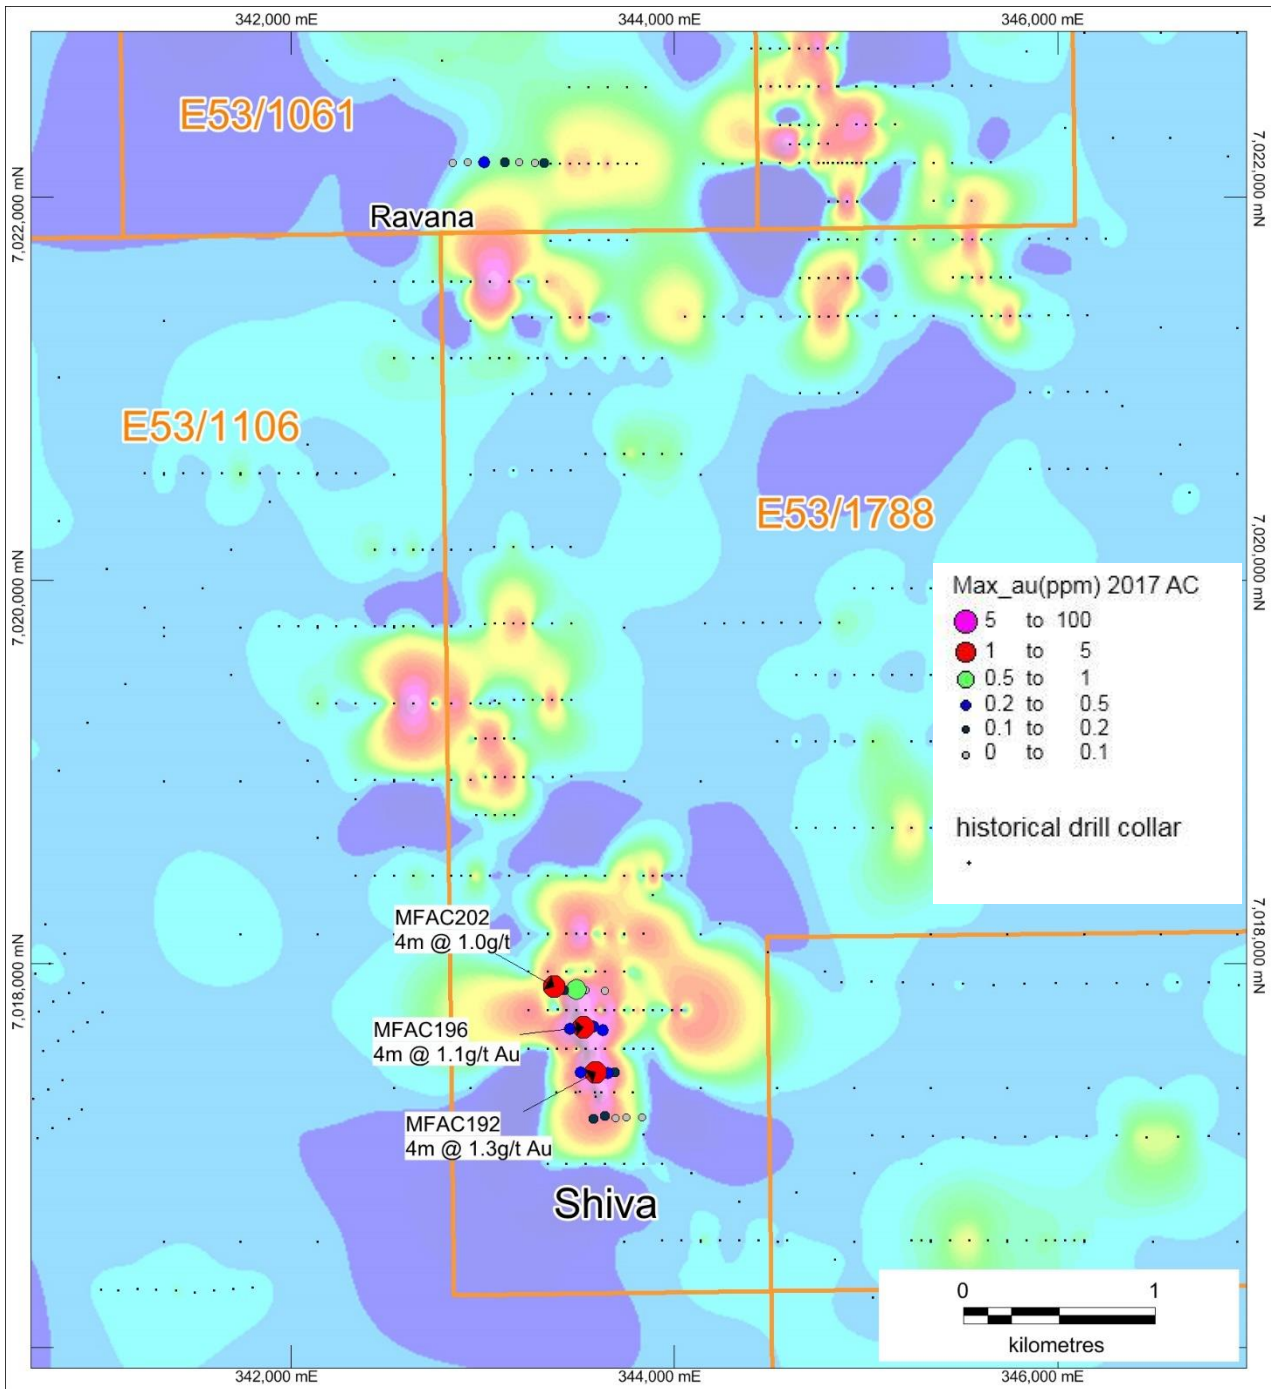 342,000 mE
344,000 mE
346,000 mE
E53/1061
7,022,000 mN
7,022,000 mN
Ravana
E53/1106
E53/1788
7,020,000 mN
7,020,000 mN
Max_au(ppm) 2017 AC
5 to 100
1 to 5
0.5 to 1
0.2 to 0.5
0.1 to 0.2
0 to 0.1
historical drill collar
MFAC202
4m @ 1.0g/t
7,018,000 mN
7,018,000 mN
MFAC196
4m @ 1.1g/t Au
MFAC192
4m @ 1.3g/t Au
Shiva
0 1
kilometres
342,000 mE
344,000 mE
346,000 mE